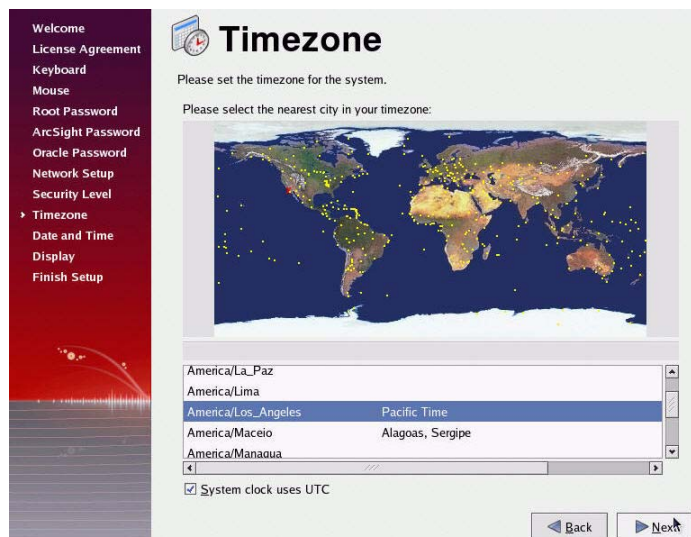 Welcome
License Agreement
Keyboard
Mouse
Root Password
ArcSight Password
Oracle Password
Network Setup
Security Level
Timezone
Date and Time
Display
Finish Setup
Timezone
Please set the timezone for the system.
Please select the nearest city in your timezone:
America/La_Paz
America/Lima
America/Los_Angeles Pacific Time
America/Maceio Alagoas, Sergipe
America/Managua
System clock uses UTC
Back
Next